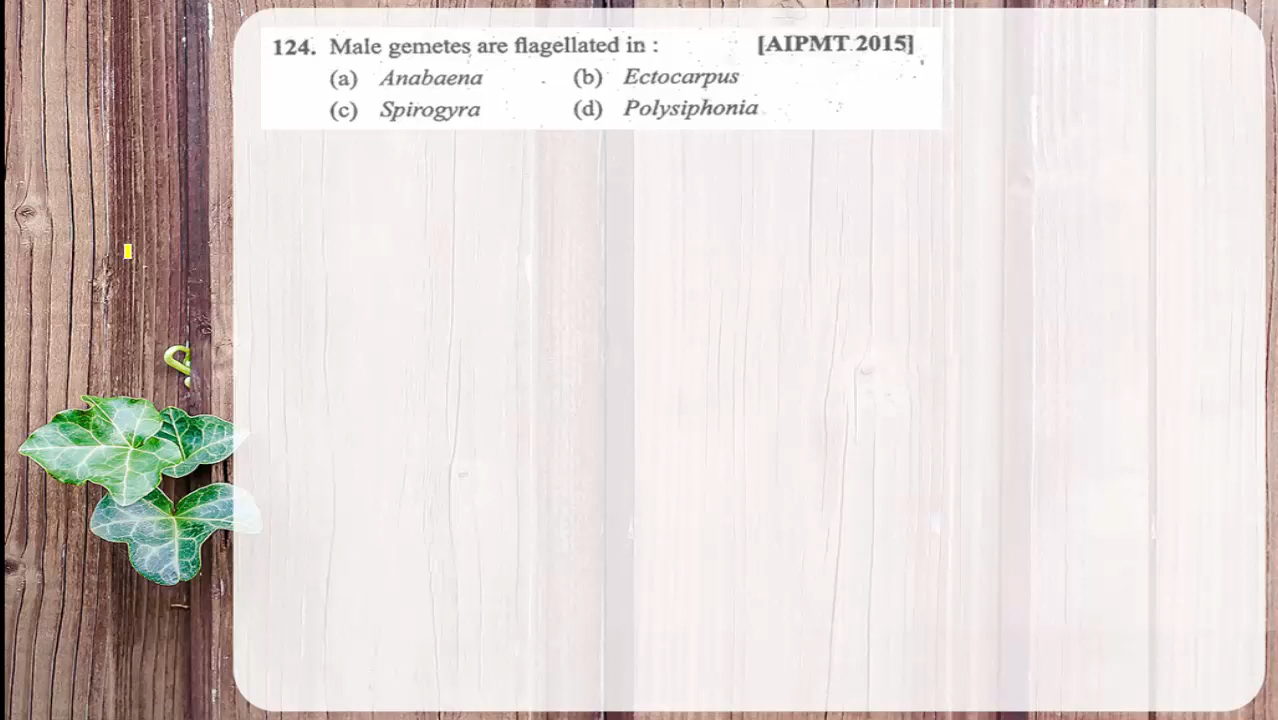 124. Male gemetes are flagellated in : [AIPMT 2015]
(a) Anabaena (b) Ectocarpus
(c) Spirogyra (d) Polysiphonia